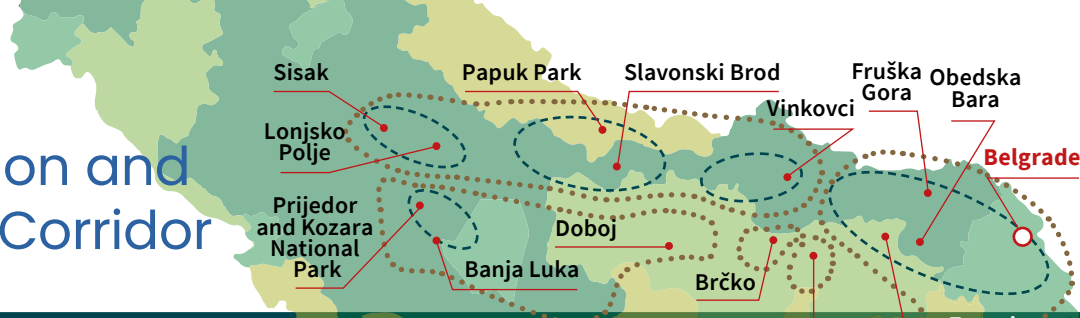 on and
Corridor
Sisak
Papuk Park
Slavonski Brod
Fruška
Gora
Obedska
Bara
Vinkovci
Lonjsko
Polje
Belgrade
Prijedor
and Kozara
National
Park
Doboj
Banja Luka
Brčko